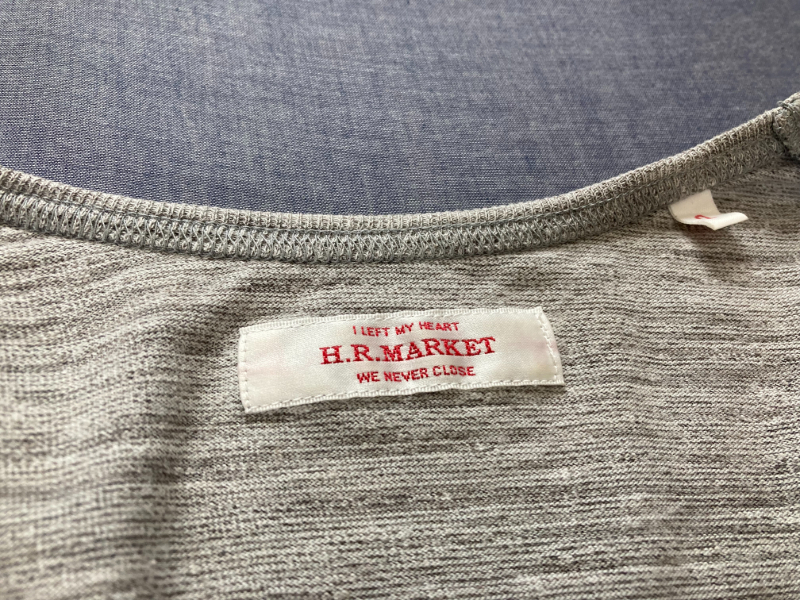 I LEFT MY HEART
H.R.MARKET
WE NEVER CLOSE